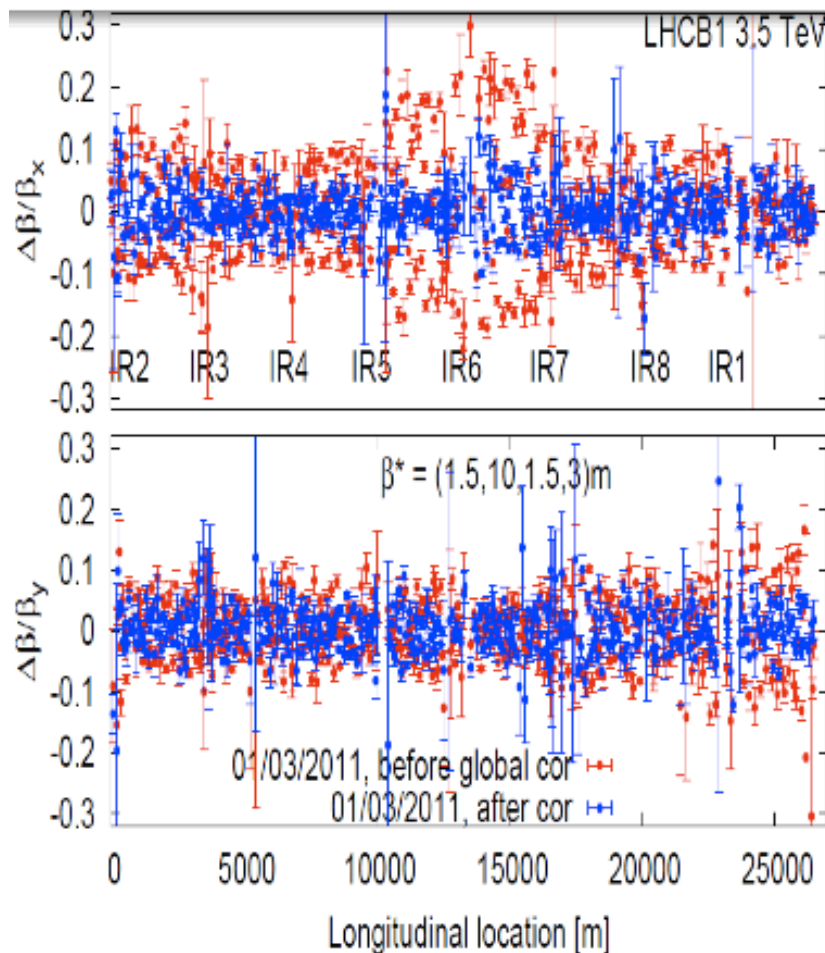 LHCB1 3.5 TeV
0.3
0.2
0.1
0
-0.1
-0.2
-0.3
Δβ/βx
IR2 IR3 IR4 IR5 IR6 IR7 IR8 IR1
β* = (1.5,10,1.5,3)m
0.3
0.2
0.1
0
-0.1
-0.2
-0.3
Δβ/βy
01/03/2011, before global cor
01/03/2011, after cor
0 5000 10000 15000 20000 25000
Longitudinal location [m]